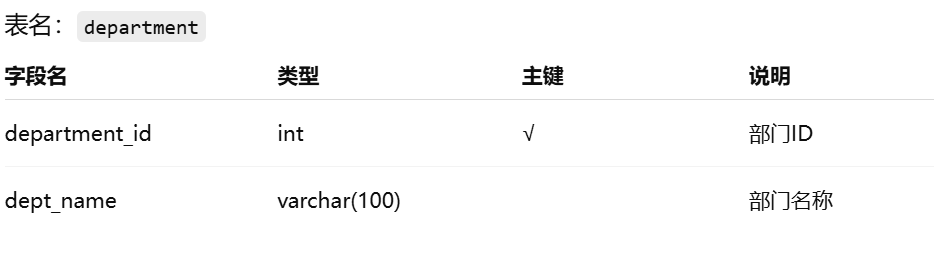 表名： department
字段名 类型 主键 说明
department_id int √ 部门ID
dept_name varchar(100) 部门名称